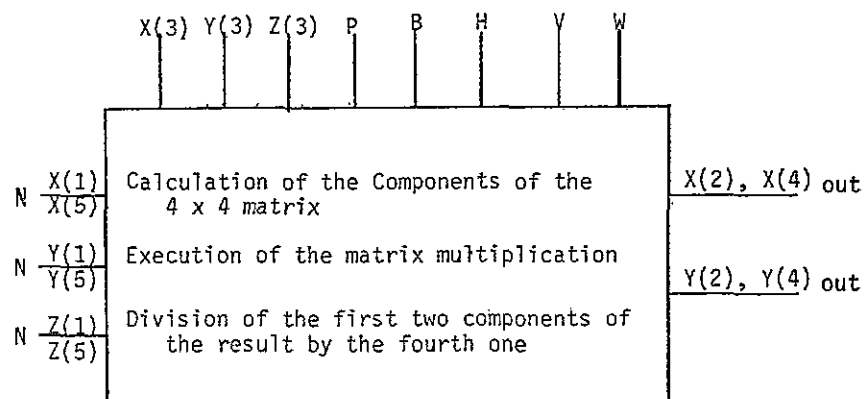 X(3) Y(3) Z(3) P B H V W
N X(1) Calculation of the Components of the X(2), X(4) out
X(5) 4 x 4 matrix
N Y(1) Execution of the matrix multiplication
Y(5) Y(2), Y(4) out
N Z(1) Division of the first two components of
Z(5) the result by the fourth one